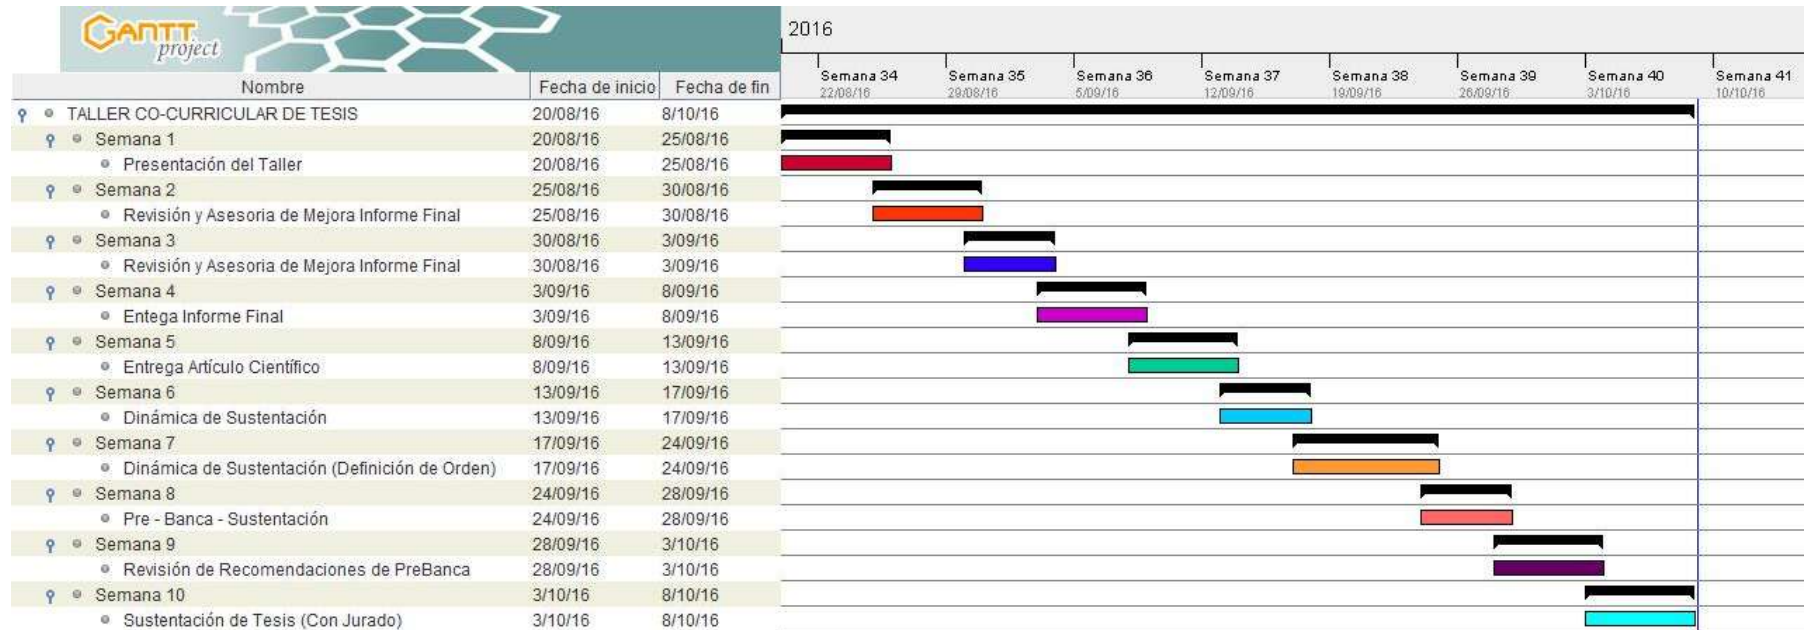 GANTT
project
2016
Semana 34 Semana 35 Semana 36 Semana 37 Semana 38 Semana 39 Semana 40 Semana 41
Nombre Fecha de inicio Fecha de fin 22/08/16 29/08/16 5/09/16 12/09/16 19/09/16 26/09/16 3/10/16 10/10/16
TALLER CO-CURRICULAR DE TESIS 20/08/16 8/10/16
Semana 1 20/08/16 25/08/16
Presentación del Taller 20/08/16 25/08/16
Semana 2 25/08/16 30/08/16
Revisión y Asesoria de Mejora Informe Final 25/08/16 30/08/16
Semana 3 30/08/16 3/09/16
Revisión y Asesoria de Mejora Informe Final 30/08/16 3/09/16
Semana 4 3/09/16 8/09/16
Entega Informe Final 3/09/16 8/09/16
Semana 5 8/09/16 13/09/16
Entrega Artículo Científico 8/09/16 13/09/16
Semana 6 13/09/16 17/09/16
Dinámica de Sustentación 13/09/16 17/09/16
Semana 7 17/09/16 24/09/16
Dinámica de Sustentación (Definición de Orden) 17/09/16 24/09/16
Semana 8 24/09/16 28/09/16
Pre - Banca - Sustentación 24/09/16 28/09/16
Semana 9 28/09/16 3/10/16
Revisión de Recomendaciones de PreBanca 28/09/16 3/10/16
Semana 10 3/10/16 8/10/16
Sustentación de Tesis (Con Jurado) 3/10/16 8/10/16